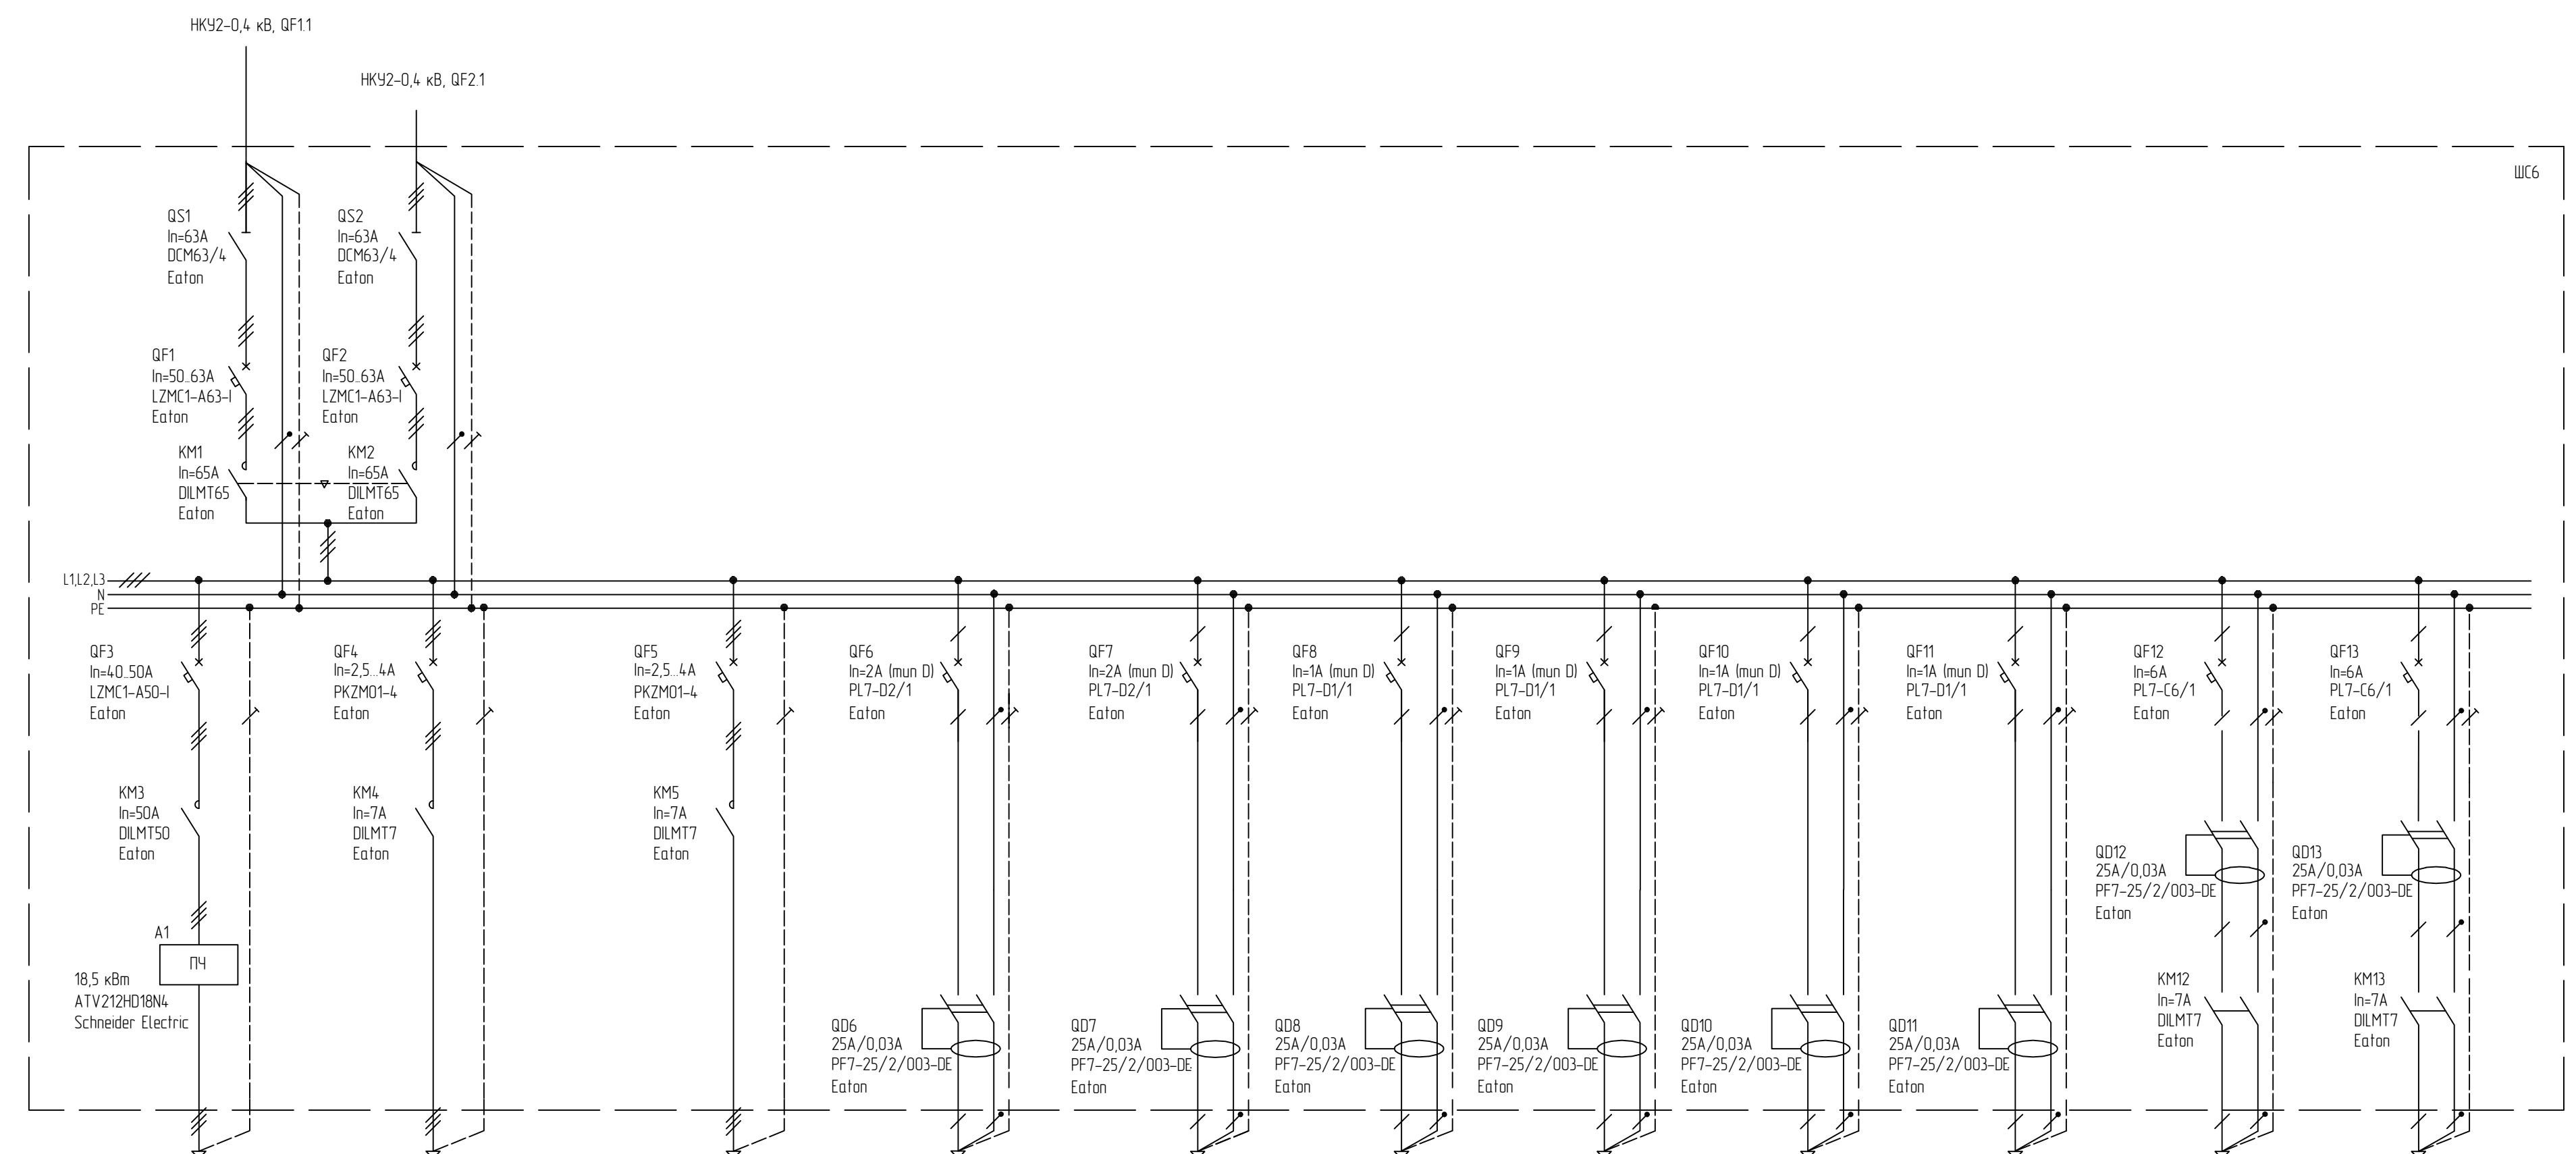 НКУ2-0,4 кВ, QF1.1
НКУ2-0,4 кВ, QF2.1
ШС6
QS1
In=63A
DCM63/4
Eaton
QS2
In=63A
DCM63/4
Eaton
QF1
In=50..63A
LZMC1-A63-I
Eaton
QF2
In=50..63A
LZMC1-A63-I
Eaton
KM1
In=65A
DILMT65
Eaton
KM2
In=65A
DILMT65
Eaton
L1,L2,L3
N
PE
QF3
In=40..50A
LZMC1-A50-I
Eaton
QF4
In=2,5...4A
PKZM01-4
Eaton
QF5
In=2,5...4A
PKZM01-4
Eaton
QF6
In=2A (тип D)
PL7-D2/1
Eaton
QF7
In=2A (тип D)
PL7-D2/1
Eaton
QF8
In=1A (тип D)
PL7-D1/1
Eaton
QF9
In=1A (тип D)
PL7-D1/1
Eaton
QF10
In=1A (тип D)
PL7-D1/1
Eaton
QF11
In=1A (тип D)
PL7-D1/1
Eaton
QF12
In=6A
PL7-C6/1
Eaton
QF13
In=6A
PL7-C6/1
Eaton
KM3
In=50A
DILMT50
Eaton
KM4
In=7A
DILMT7
Eaton
KM5
In=7A
DILMT7
Eaton
QD12
25A/0,03A
PF7-25/2/003-DE
Eaton
QD13
25A/0,03A
PF7-25/2/003-DE
Eaton
A1
ПЧ
18,5 кВт
ATV212HD18N4
Schneider Electric
QD6
25A/0,03A
PF7-25/2/003-DE
Eaton
QD7
25A/0,03A
PF7-25/2/003-DE
Eaton
QD8
25A/0,03A
PF7-25/2/003-DE
Eaton
QD9
25A/0,03A
PF7-25/2/003-DE
Eaton
QD10
25A/0,03A
PF7-25/2/003-DE
Eaton
QD11
25A/0,03A
PF7-25/2/003-DE
Eaton
KM12
In=7A
DILMT7
Eaton
KM13
In=7A
DILMT7
Eaton